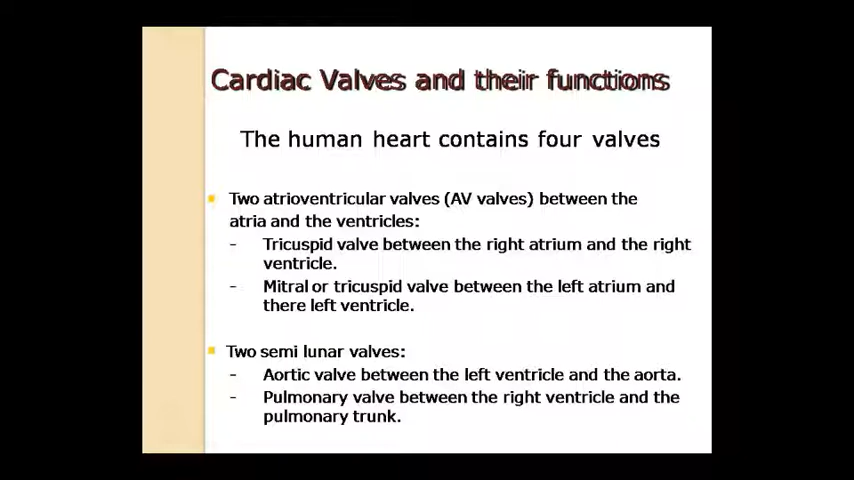 Cardiac Valves and their functions
The human heart contains four valves
Two atrioventricular valves (AV valves) between the
atria and the ventricles:
- Tricuspid valve between the right atrium and the right
ventricle.
- Mitral or tricuspid valve between the left atrium and
there left ventricle.
Two semi lunar valves:
- Aortic valve between the left ventricle and the aorta.
- Pulmonary valve between the right ventricle and the
pulmonary trunk.